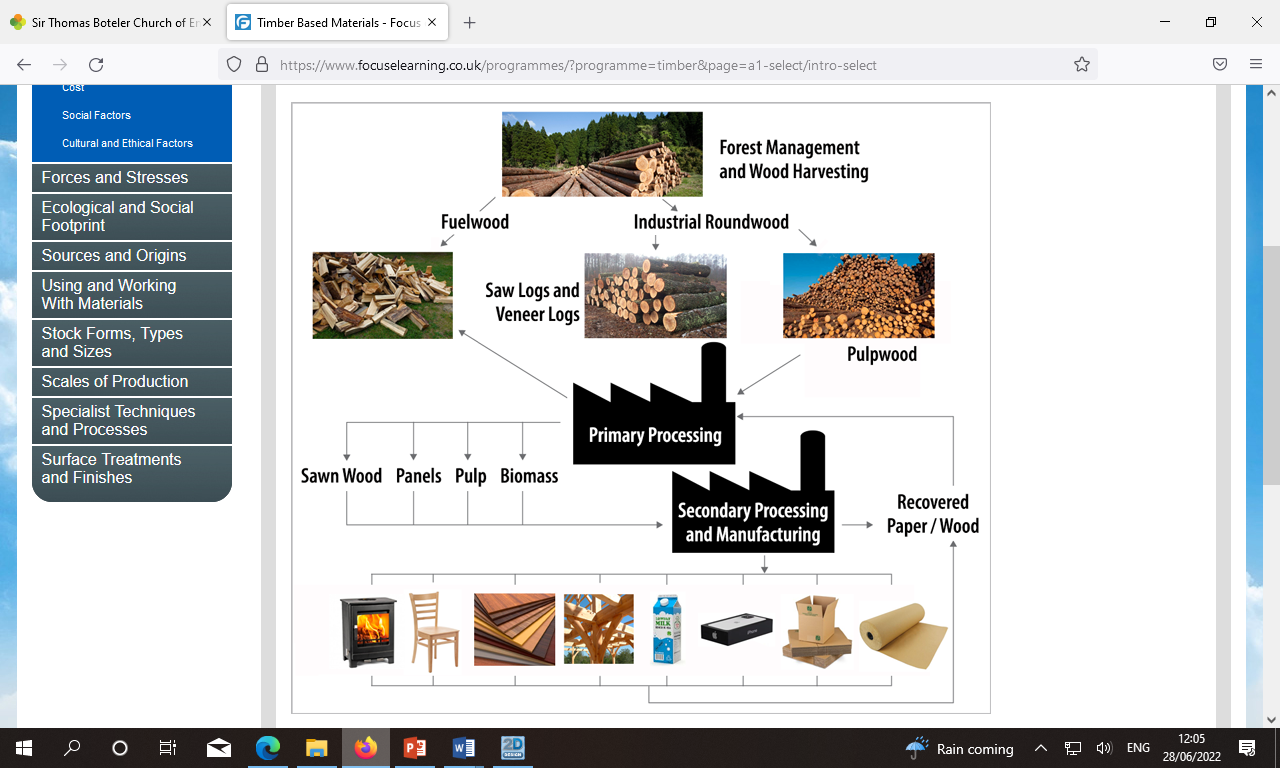 Sir Thomas Boteler Church of En
Timber Based Materials - Focus
https://www.focuselearning.co.uk/programmes/?programme=timber&page=a1-select/intro-select
Cost
Social Factors
Cultural and Ethical Factors
Forces and Stresses
Ecological and Social
Footprint
Sources and Origins
Using and Working
With Materials
Stock Forms, Types
and Sizes
Scales of Production
Specialist Techniques
and Processes
Surface Treatments
and Finishes
Forest Management
and Wood Harvesting
Fuelwood
Industrial Roundwood
Saw Logs and
Veneer Logs
Pulpwood
Primary Processing
Sawn Wood
Panels
Pulp
Biomass
Secondary Processing
and Manufacturing
Recovered
Paper / Wood
MILK
iPhone
2D
DESIGN
Rain coming
ENG
12:05
28/06/2022